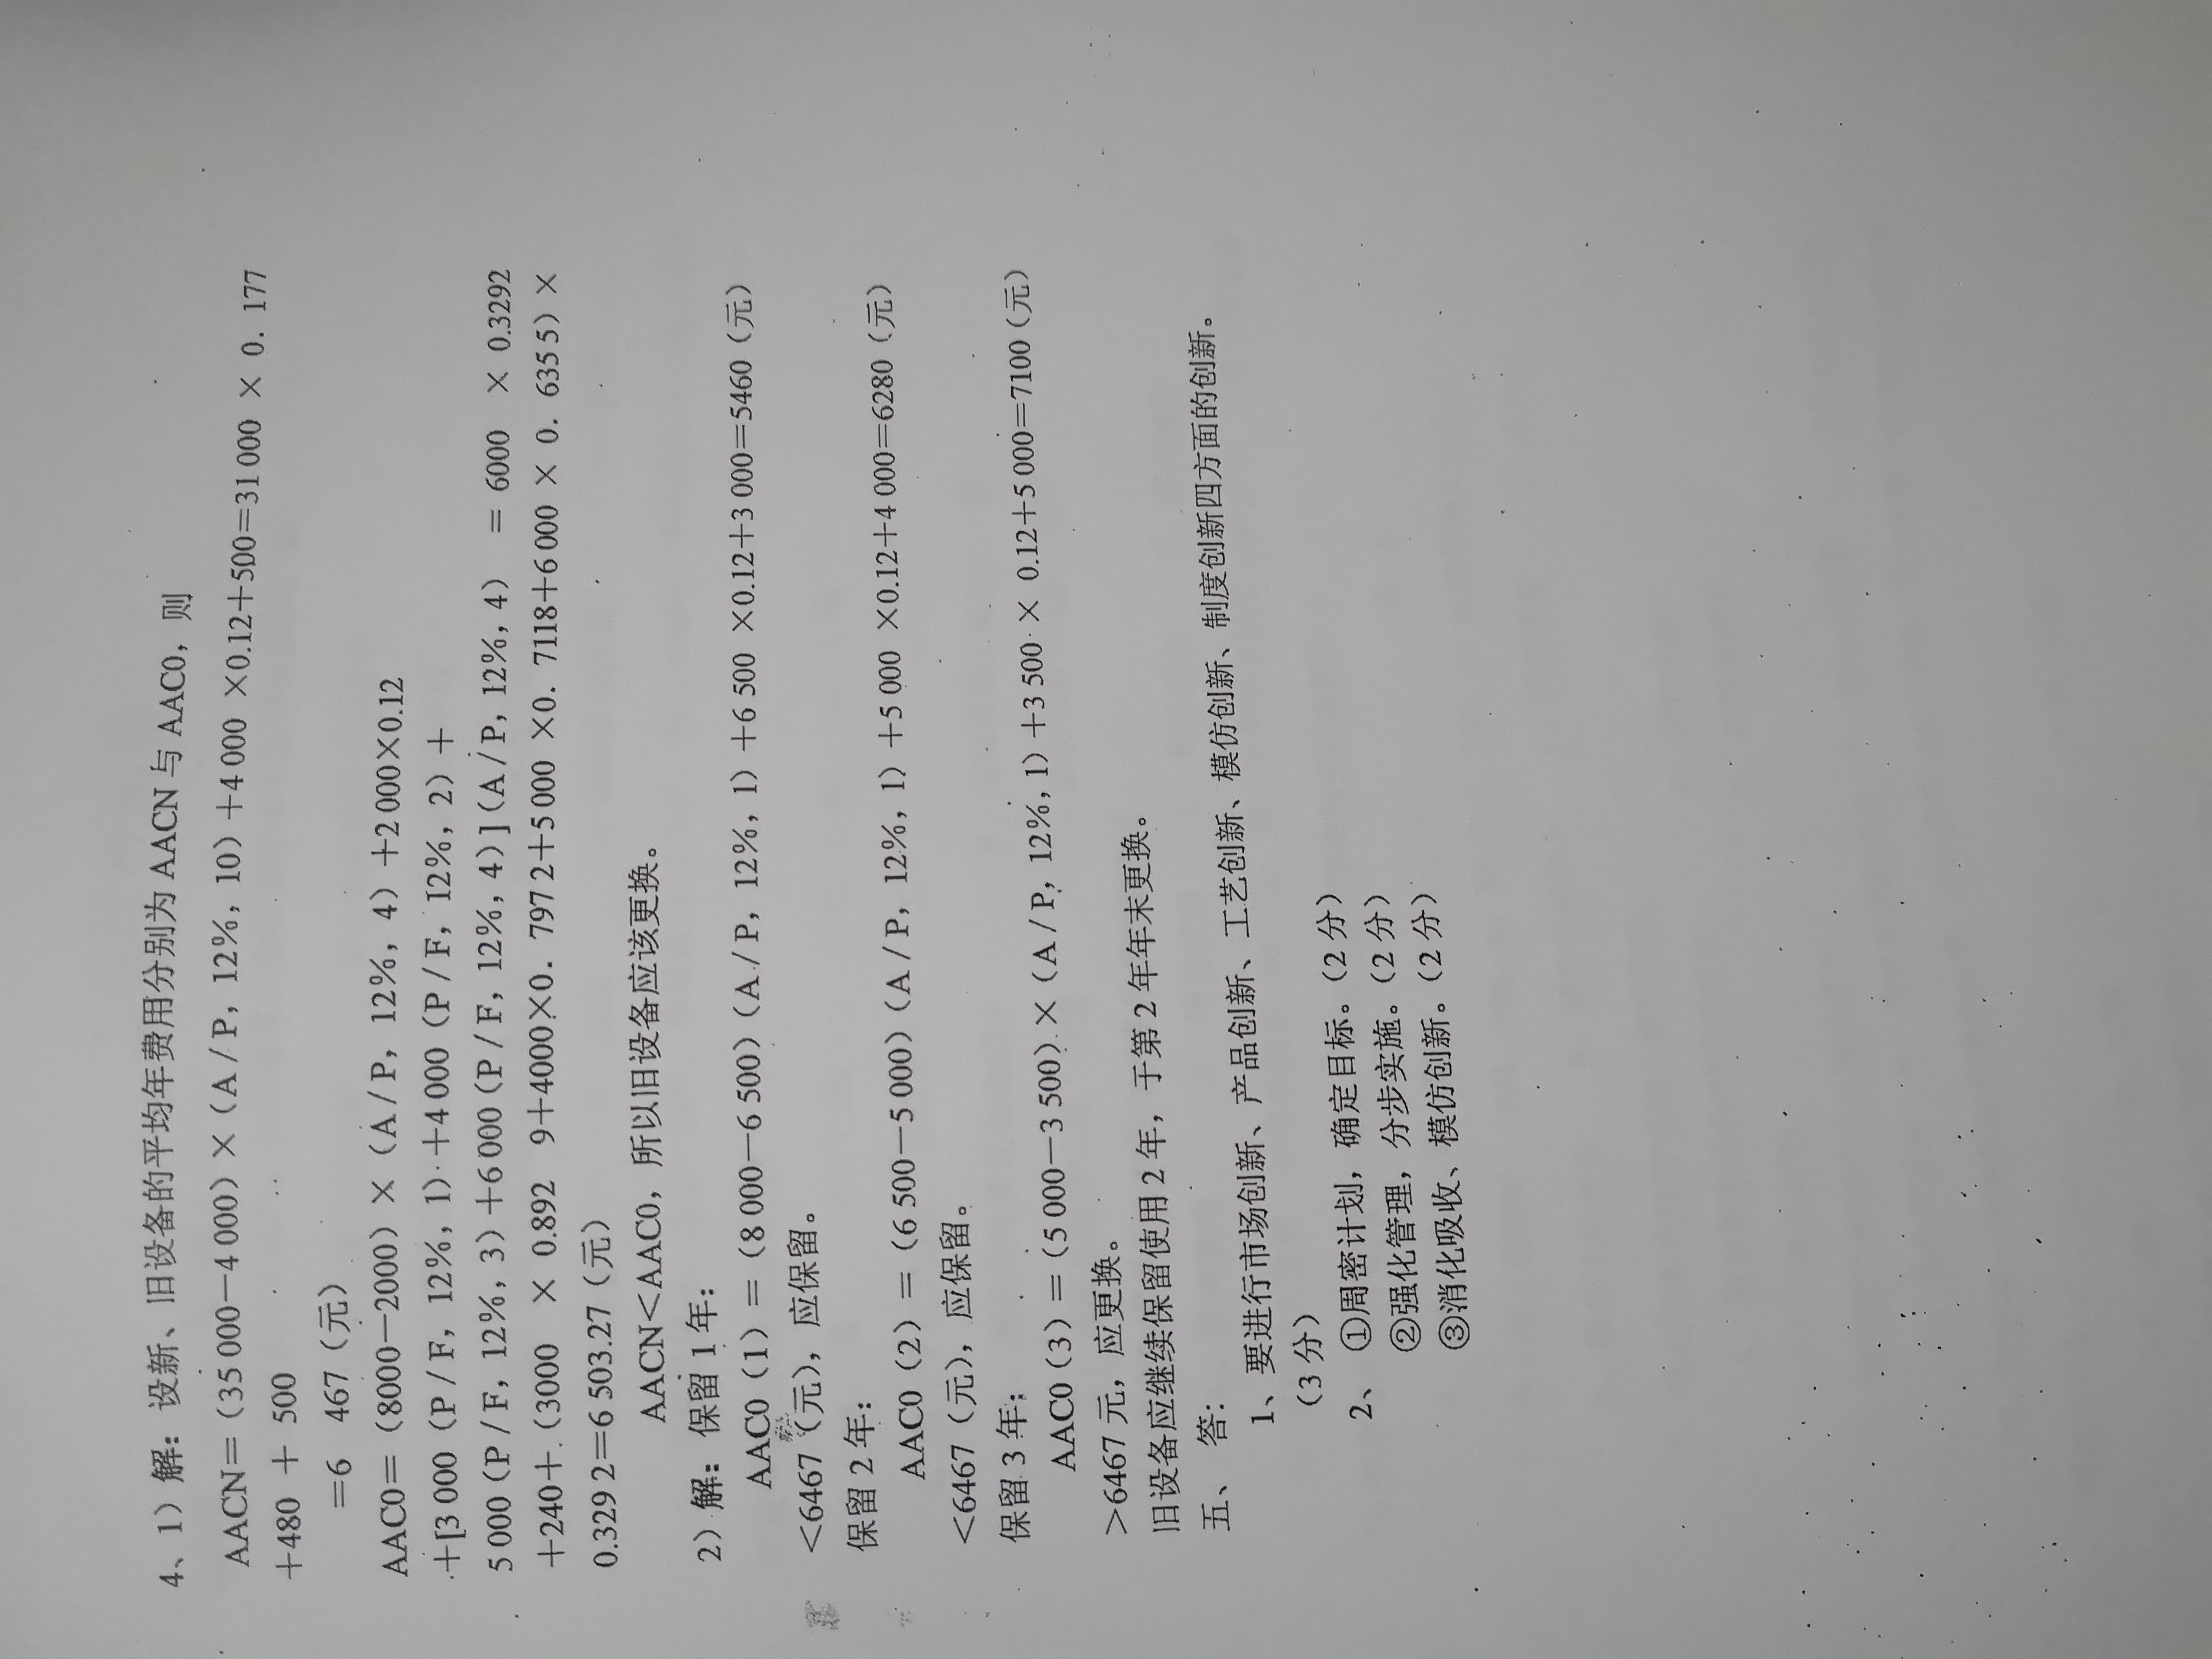 4、1）解：设新、旧设备的平均年费用分别为 AACN 与 AAC0，则
AACN＝（35 000－4 000）×（A / P，12%，10）＋4 000 ×0.12＋500＝31 000 × 0. 177
＋480 ＋ 500
＝6 467（元）
AAC0＝（8000－2000）×（A / P，12%，4）＋2 000×0.12
＋[3 000（P / F，12%，1）＋4 000（P / F，12%，2）＋
5 000（P / F，12%，3）＋6 000（P / F，12%，4）]（A / P，12%，4） ＝ 6000 × 0.3292
＋240＋（3000 × 0.892 9＋4000×0. 797 2＋5 000 ×0. 7118＋6 000 × 0. 635 5）×
0.329 2＝6 503.27（元）
AACN＜AAC0，所以旧设备应该更换。
2）解：保留 1 年：
AAC0（1）＝（8 000－6 500）（A / P，12%，1）＋6 500 ×0.12＋3 000＝5460（元）
＜6467（元），应保留。
保留 2 年：
AAC0（2）＝（6 500－5 000）（A / P，12%，1）＋5 000 ×0.12＋4 000＝6280（元）
＜6467（元），应保留。
保留 3 年：
AAC0（3）＝（5 000－3 500）×（A / P，12%，1）＋3 500 × 0.12＋5 000＝7100（元）
＞6467 元，应更换。
旧设备应继续保留使用 2 年，于第 2 年年末更换。
五、 答：
1、要进行市场创新、产品创新、工艺创新、模仿创新、制度创新四方面的创新。
（3 分）
2、 ①周密计划，确定目标。（2 分）
②强化管理，分步实施。（2 分）
③消化吸收、模仿创新。（2 分）